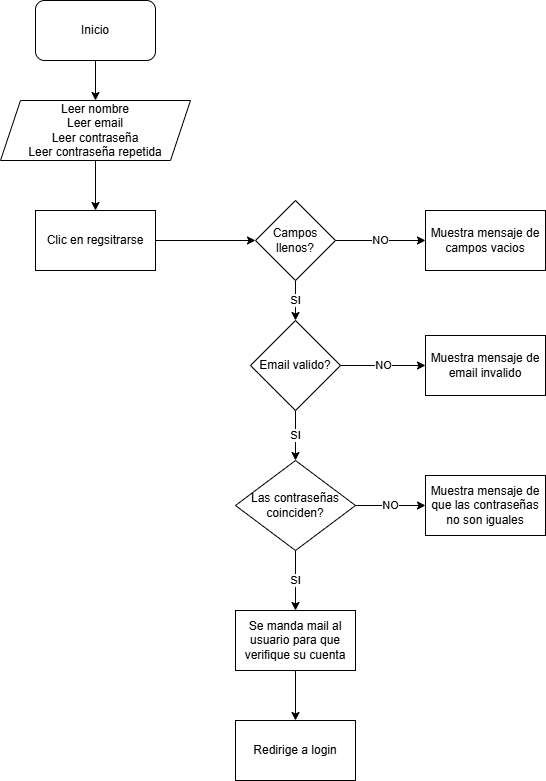 Inicio
Leer nombre
Leer email
Leer contraseña
Leer contraseña repetida
Clic en regsitrarse
Campos
llenos?
NO
Muestra mensaje de
campos vacios
SI
Email valido?
NO
Muestra mensaje de
email invalido
SI
Las contraseñas
coinciden?
NO
Muestra mensaje de
que las contraseñas
no son iguales
SI
Se manda mail al
usuario para que
verifique su cuenta
Redirige a login